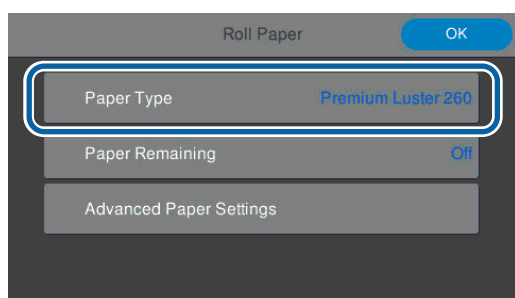 Roll Paper OK
Paper Type Premium Luster 260
Paper Remaining Off
Advanced Paper Settings